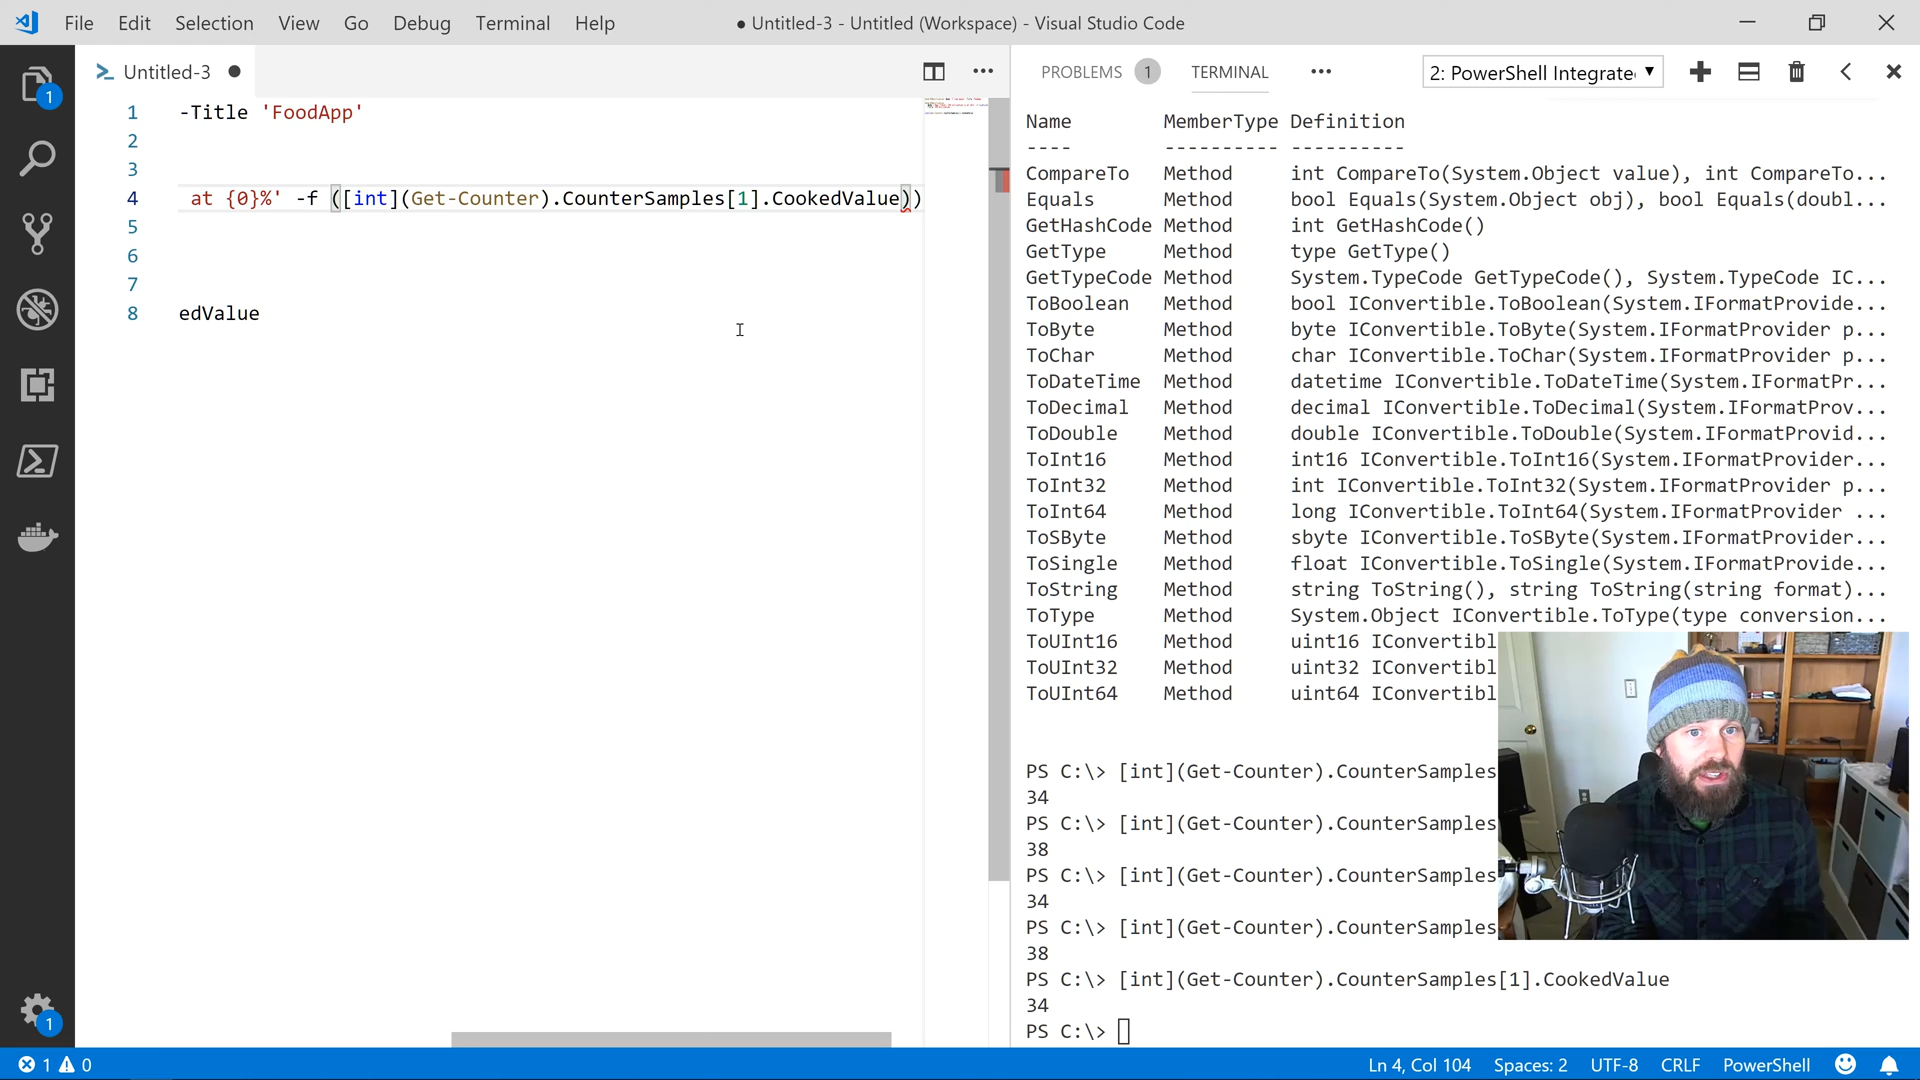 File Edit Selection View Go Debug Terminal Help
● Untitled-3 - Untitled (Workspace) - Visual Studio Code
Untitled-3 ●
PROBLEMS 1 TERMINAL ••• 2: PowerShell Integrate
1 -Title 'FoodApp'
2
3
4 at {0}%' -f ([int](Get-Counter).CounterSamples[1].CookedValue))
5
6
7
8 edValue
Name MemberType Definition
---- ---------- ----------
CompareTo Method int CompareTo(System.Object value), int CompareTo...
Equals Method bool Equals(System.Object obj), bool Equals(doubl...
GetHashCode Method int GetHashCode()
GetType Method type GetType()
GetTypeCode Method System.TypeCode GetTypeCode(), System.TypeCode IC...
ToBoolean Method bool IConvertible.ToBoolean(System.IFormatProvide...
ToByte Method byte IConvertible.ToByte(System.IFormatProvider p...
ToChar Method char IConvertible.ToChar(System.IFormatProvider p...
ToDateTime Method datetime IConvertible.ToDateTime(System.IFormatPr...
ToDecimal Method decimal IConvertible.ToDecimal(System.IFormatProv...
ToDouble Method double IConvertible.ToDouble(System.IFormatProvid...
ToInt16 Method int16 IConvertible.ToInt16(System.IFormatProvider...
ToInt32 Method int IConvertible.ToInt32(System.IFormatProvider p...
ToInt64 Method long IConvertible.ToInt64(System.IFormatProvider ...
ToSByte Method sbyte IConvertible.ToSByte(System.IFormatProvider...
ToSingle Method float IConvertible.ToSingle(System.IFormatProvide...
ToString Method string ToString(), string ToString(string format)...
ToType Method System.Object IConvertible.ToType(type conversion...
ToUInt16 Method uint16 IConvertibl
ToUInt32 Method uint32 IConvertibl
ToUInt64 Method uint64 IConvertibl
PS C:\> [int](Get-Counter).CounterSamples
34
PS C:\> [int](Get-Counter).CounterSamples
38
PS C:\> [int](Get-Counter).CounterSamples
34
PS C:\> [int](Get-Counter).CounterSamples
38
PS C:\> [int](Get-Counter).CounterSamples[1].CookedValue
34
PS C:\>
1
1
1 0 Ln 4, Col 104 Spaces: 2 UTF-8 CRLF PowerShell